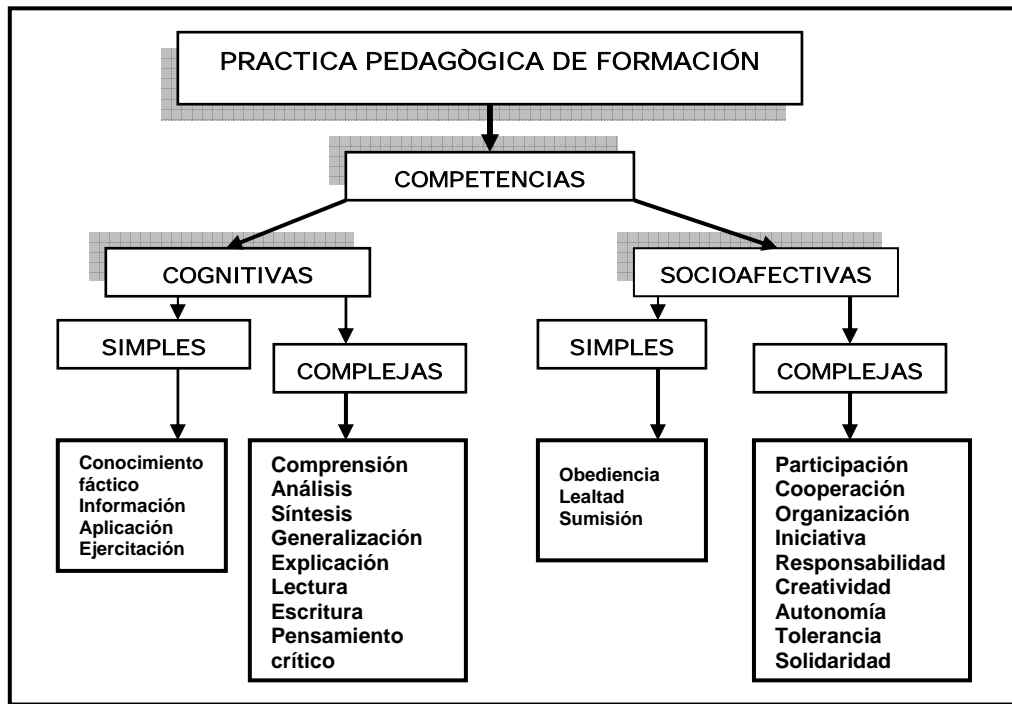 PRACTICA PEDAGÒGICA DE FORMACIÓN
COMPETENCIAS
COGNITIVAS
SOCIOAFECTIVAS
SIMPLES
COMPLEJAS
SIMPLES
COMPLEJAS
Conocimiento
fáctico
Información
Aplicación
Ejercitación
Comprensión
Análisis
Síntesis
Generalización
Explicación
Lectura
Escritura
Pensamiento
crítico
Obediencia
Lealtad
Sumisión
Participación
Cooperación
Organización
Iniciativa
Responsabilidad
Creatividad
Autonomía
Tolerancia
Solidaridad